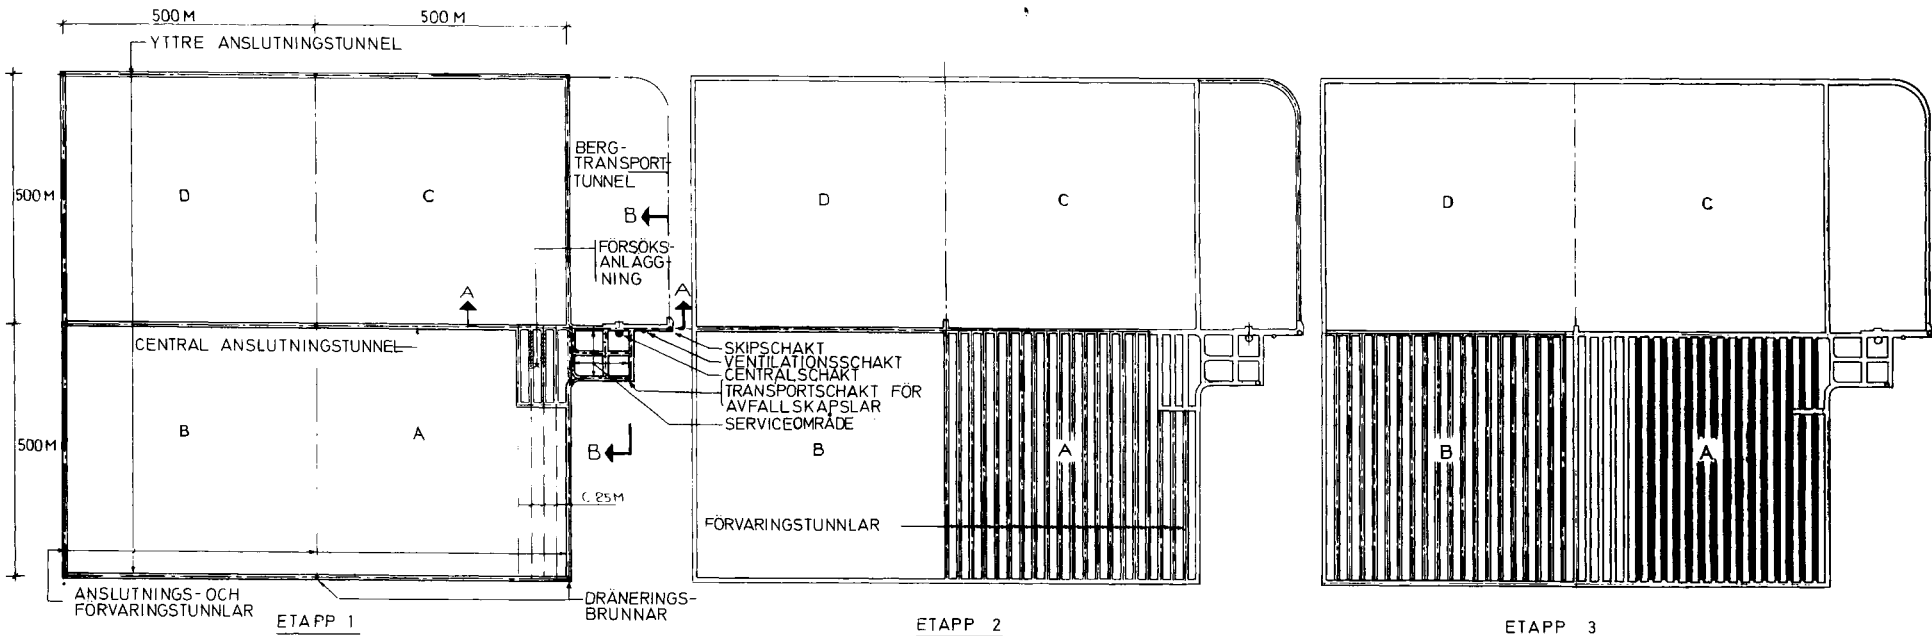 500 M
500 M
YTTRE ANSLUTNINGSTUNNEL
500 M
500 M
D
C
B
A
BERG-
TRANSPORT-
TUNNEL
B
FÖRSÖKS-
ANLÄGG-
NING
A
A
CENTRAL ANSLUTNINGSTUNNEL
SKIPSCHAKT
VENTILATIONSSCHAKT
CENTRALSCHAKT
TRANSPORTSCHAKT FÖR
AVFALLSKAPSLAR
SERVICEOMRÅDE
B
C 25 M
ANSLUTNINGS- OCH
FÖRVARINGSTUNNLAR
DRÄNERINGS-
BRUNNAR
ETAPP 1
D
C
B
A
FÖRVARINGSTUNNLAR
ETAPP 2
D
C
B
A
ETAPP 3